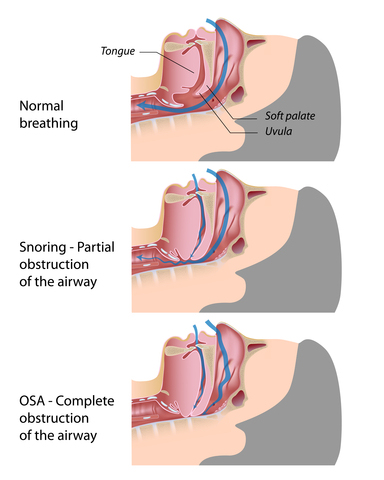 Tongue
Normal
breathing
Soft palate
Uvula
Snoring - Partial
obstruction
of the airway
OSA - Complete
obstruction
of the airway